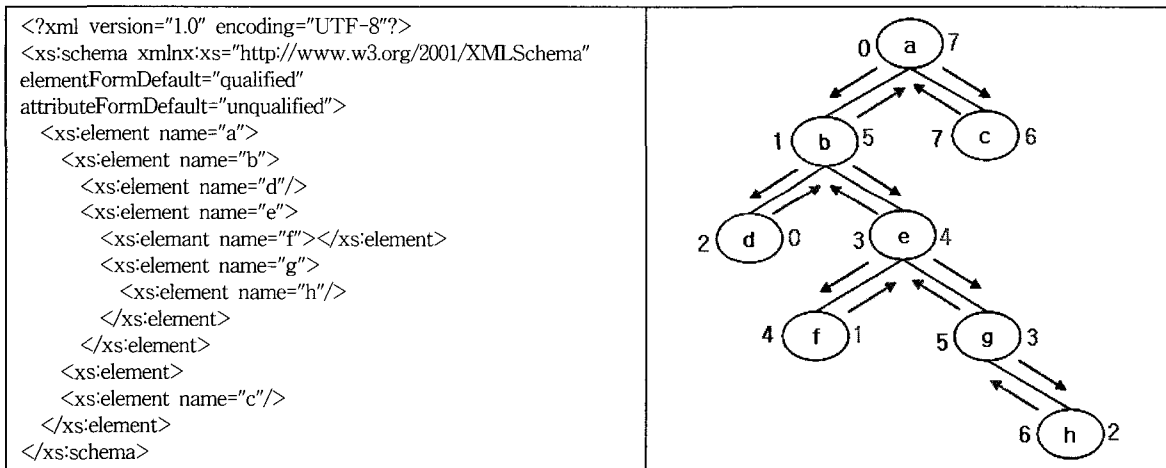 <?xml version="1.0" encoding="UTF-8"?>
<xs:schema xmlnx:xs="http://www.w3.org/2001/XMLSchema"
elementFormDefault="qualified"
attributeFormDefault="unqualified">
<xs:element name="a">
<xs:element name="b">
<xs:element name="d"/>
<xs:element name="e">
<xs:elemant name="f"></xs:element>
<xs:element name="g">
<xs:element name="h"/>
</xs:element>
</xs:element>
<xs:element>
<xs:element name="c"/>
</xs:element>
</xs:schema>
0 a 7
1 b 5
7 c 6
2 d 0
3 e 4
4 f 1
5 g 3
6 h 2